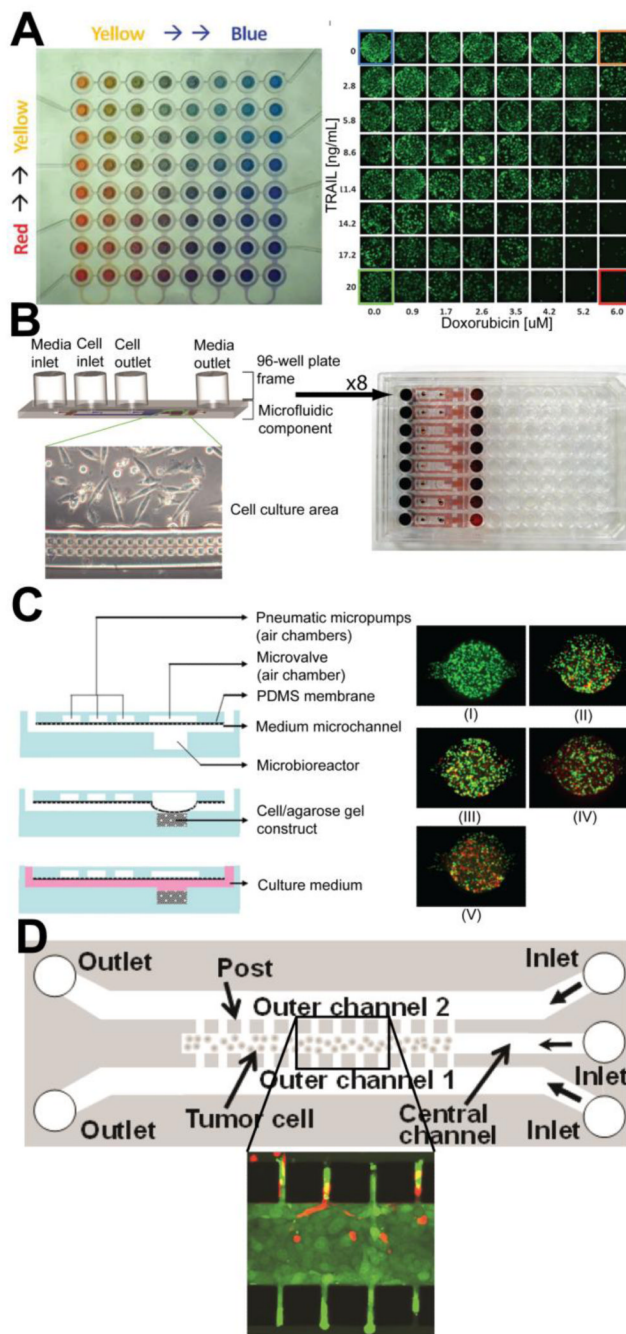 A
Yellow → → Blue
Red → → Yellow
TRAIL [ng/mL]
0
2.8
5.8
8.6
11.4
14.2
17.2
20
0.0 0.9 1.7 2.6 3.5 4.2 5.1 6.0
Doxorubicin [uM]
B
Media inlet
Cell inlet
Cell outlet
Media outlet
96-well plate
frame
Microfluidic
component
x8
Cell culture area
C
Pneumatic micropumps
(air chambers)
Microvalve
(air chamber)
PDMS membrane
Medium microchannel
Microbioreactor
Cell/agarose gel
construct
Culture medium
(I) (II)
(III) (IV)
(V)
D
Outlet Post Inlet
Outer channel 2
Outer channel 1 Inlet
Outlet Tumor cell Central
channel Inlet